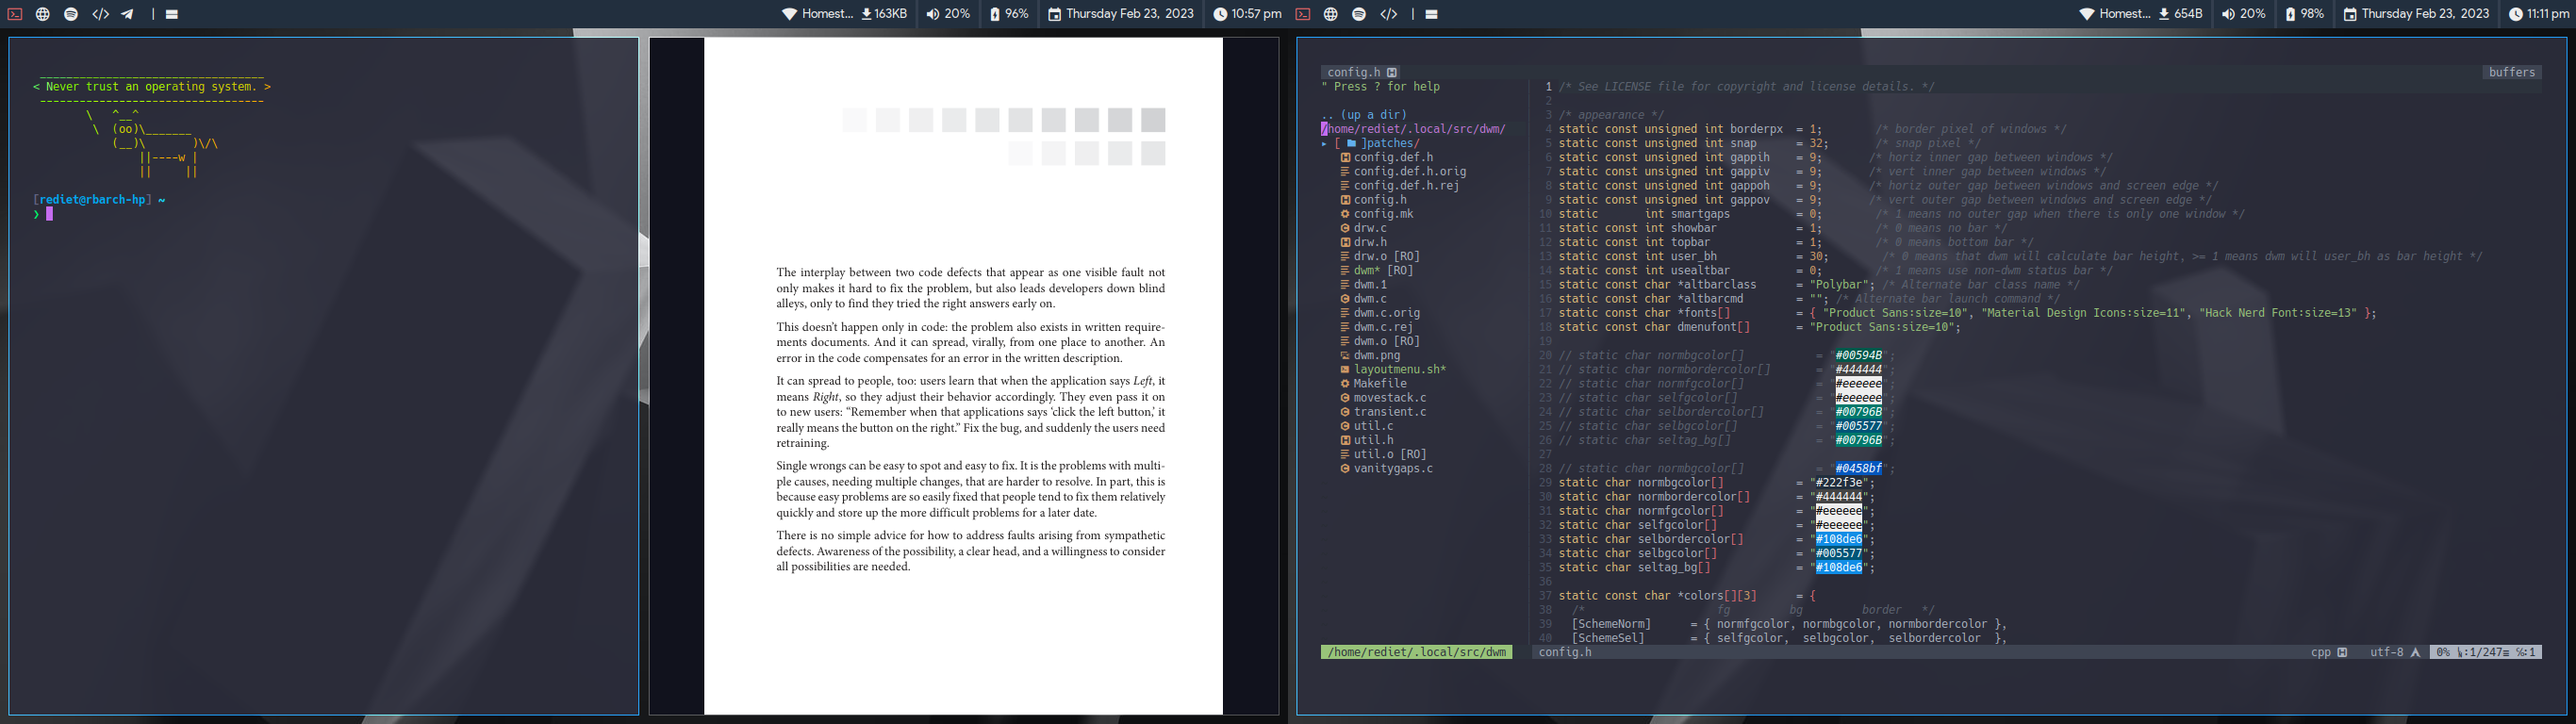 Homest... 163KB 20% 96% Thursday Feb 23, 2023 10:57 pm
Homest... 654B 20% 98% Thursday Feb 23, 2023 11:11 pm
< Never trust an operating system. >
\ ^__^
\ (oo)\_______
(__)\ )\/\
||----w |
|| ||
[rediet@rbarch-hp] ~
❯
The interplay between two code defects that appear as one visible fault not
only makes it hard to fix the problem, but also leads developers down blind
alleys, only to find they tried the right answers early on.
This doesn't happen only in code: the problem also exists in written require-
ments documents. And it can spread, virally, from one place to another. An
error in the code compensates for an error in the written description.
It can spread to people, too: users learn that when the application says Left, it
means Right, so they adjust their behavior accordingly. They even pass it on
to new users: “Remember when that applications says ‘click the left button,’ it
really means the button on the right.” Fix the bug, and suddenly the users need
retraining.
Single wrongs can be easy to spot and easy to fix. It is the problems with multi-
ple causes, needing multiple changes, that are harder to resolve. In part, this is
because easy problems are so easily fixed that people tend to fix them relatively
quickly and store up the more difficult problems for a later date.
There is no simple advice for how to address faults arising from sympathetic
defects. Awareness of the possibility, a clear head, and a willingness to consider
all possibilities are needed.
config.h
buffers
" Press ? for help
.. (up a dir)
/home/rediet/.local/src/dwm/
▸ [ ]patches/
config.def.h
config.def.h.orig
config.def.h.rej
config.h
config.mk
drw.c
drw.h
drw.o [RO]
dwm* [RO]
dwm.1
dwm.c
dwm.c.orig
dwm.c.rej
dwm.o [RO]
dwm.png
layoutmenu.sh*
Makefile
movestack.c
transient.c
util.c
util.h
util.o [RO]
vanitygaps.c
/home/rediet/.local/src/dwm
1 /* See LICENSE file for copyright and license details. */
2
3 /* appearance */
4 static const unsigned int borderpx = 1; /* border pixel of windows */
5 static const unsigned int snap = 32; /* snap pixel */
6 static const unsigned int gappih = 9; /* horiz inner gap between windows */
7 static const unsigned int gappiv = 9; /* vert inner gap between windows */
8 static const unsigned int gappoh = 9; /* horiz outer gap between windows and screen edge */
9 static const unsigned int gappov = 9; /* vert outer gap between windows and screen edge */
10 static int smartgaps = 0; /* 1 means no outer gap when there is only one window */
11 static const int showbar = 1; /* 0 means no bar */
12 static const int topbar = 1; /* 0 means bottom bar */
13 static const int user_bh = 30; /* 0 means that dwm will calculate bar height, >= 1 means dwm will user_bh as bar height */
14 static const int usealtbar = 0; /* 1 means use non-dwm status bar */
15 static const char *altbarclass = "Polybar"; /* Alternate bar class name */
16 static const char *altbarcmd = ""; /* Alternate bar launch command */
17 static const char *fonts[] = { "Product Sans:size=10", "Material Design Icons:size=11", "Hack Nerd Font:size=13" };
18 static const char dmenufont[] = "Product Sans:size=10";
19
20 // static char normbgcolor[] = "#00594B";
21 // static char normbordercolor[] = "#444444";
22 // static char normfgcolor[] = "#eeeeee";
23 // static char selfgcolor[] = "#eeeeee";
24 // static char selbordercolor[] = "#00796B";
25 // static char selbgcolor[] = "#005577";
26 // static char seltag_bg[] = "#00796B";
27
28 // static char normbgcolor[] = "#0458bf";
29 static char normbgcolor[] = "#222f3e";
30 static char normbordercolor[] = "#444444";
31 static char normfgcolor[] = "#eeeeee";
32 static char selfgcolor[] = "#eeeeee";
33 static char selbordercolor[] = "#108de6";
34 static char selbgcolor[] = "#005577";
35 static char seltag_bg[] = "#108de6";
36
37 static const char *colors[][3] = {
38 /* fg bg border */
39 [SchemeNorm] = { normfgcolor, normbgcolor, normbordercolor },
40 [SchemeSel] = { selfgcolor, selbgcolor, selbordercolor },
config.h
cpp utf-8 0% ㏑:1/247≡ ℅:1